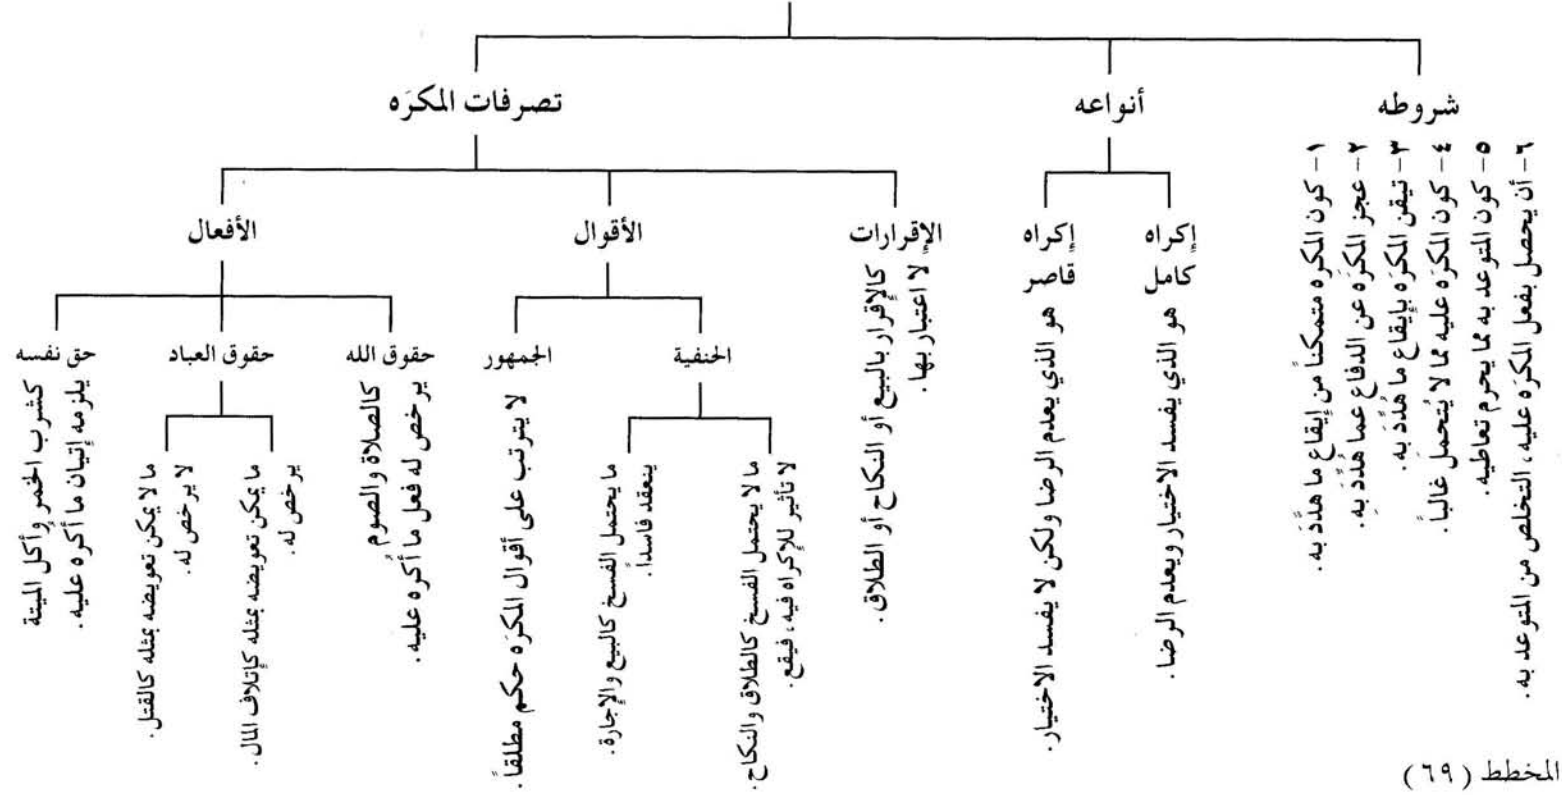 شروطه
١- كون المكرِه متمكناً من إيقاع ما هدَّدَ به.
٢- عجز المكرَه عن الدفاع عما هُدِّدَ به.
٣- تيقن المكرَه بإيقاع ما هُدِّدَ به.
٤- كون المكرَه عليه مما لا يُتحمل غالباً.
٥- كون المتوعد به مما يحرم تعاطيه.
٦- أن يحصل بفعل المكرَه عليه، التخلص من المتوعد به.
أنواعه
إكراه
كامل
هو الذي يفسد الاختيار ويعدم الرضا.
إكراه
قاصر
هو الذي يعدم الرضا ولكن لا يفسد الاختيار.
تصرفات المكرَه
الإقرارات
كالإقرار بالبيع أو النكاح أو الطلاق.
لا اعتبار بها.
الأقوال
الحنفية
ما لا يحتمل الفسخ كالطلاق والنكاح.
لا تأثير للإكراه فيه، فيقع.
ما يحتمل الفسخ كالبيع والإجارة.
ينعقد فاسداً.
الجمهور
لا يترتب على أقوال المكرَه حكم مطلقاً.
الأفعال
حقوق الله
كالصلاة والصوم
يرخص له فعل ما أُكره عليه.
حقوق العباد
ما يمكن تعويضه بمثله كإتلاف المال.
يرخص له.
ما لا يمكن تعويضه بمثله كالقتل.
لا يرخص له.
حق نفسه
كشرب الخمر وأكل الميتة
يلزمه إتيان ما أكره عليه.
المخطط (٦٩)